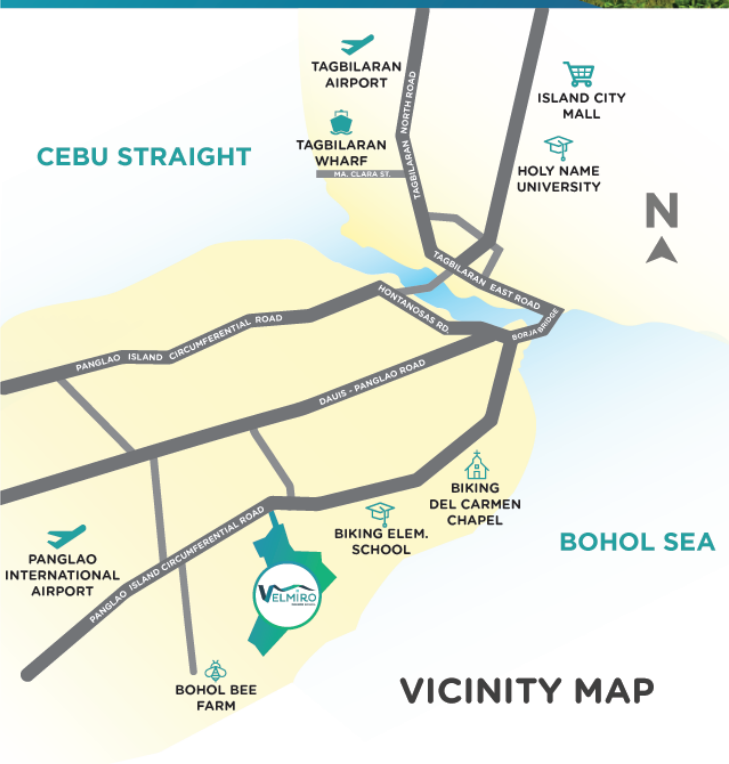 TAGBILARAN
AIRPORT
ISLAND CITY
MALL
TAGBILARAN NORTH ROAD
TAGBILARAN
WHARF
MA. CLARA ST.
CEBU STRAIGHT
HOLY NAME
UNIVERSITY
N
TAGBILARAN EAST ROAD
HONTANOSAS RD.
BORJA BRIDGE
PANGLAO ISLAND CIRCUMFERENTIAL ROAD
DAUIS - PANGLAO ROAD
BIKING
DEL CARMEN
CHAPEL
PANGLAO ISLAND CIRCUMFERENTIAL ROAD
BIKING ELEM.
SCHOOL
BOHOL SEA
PANGLAO
INTERNATIONAL
AIRPORT
VELMIRO
BOHOL BEE
FARM
VICINITY MAP